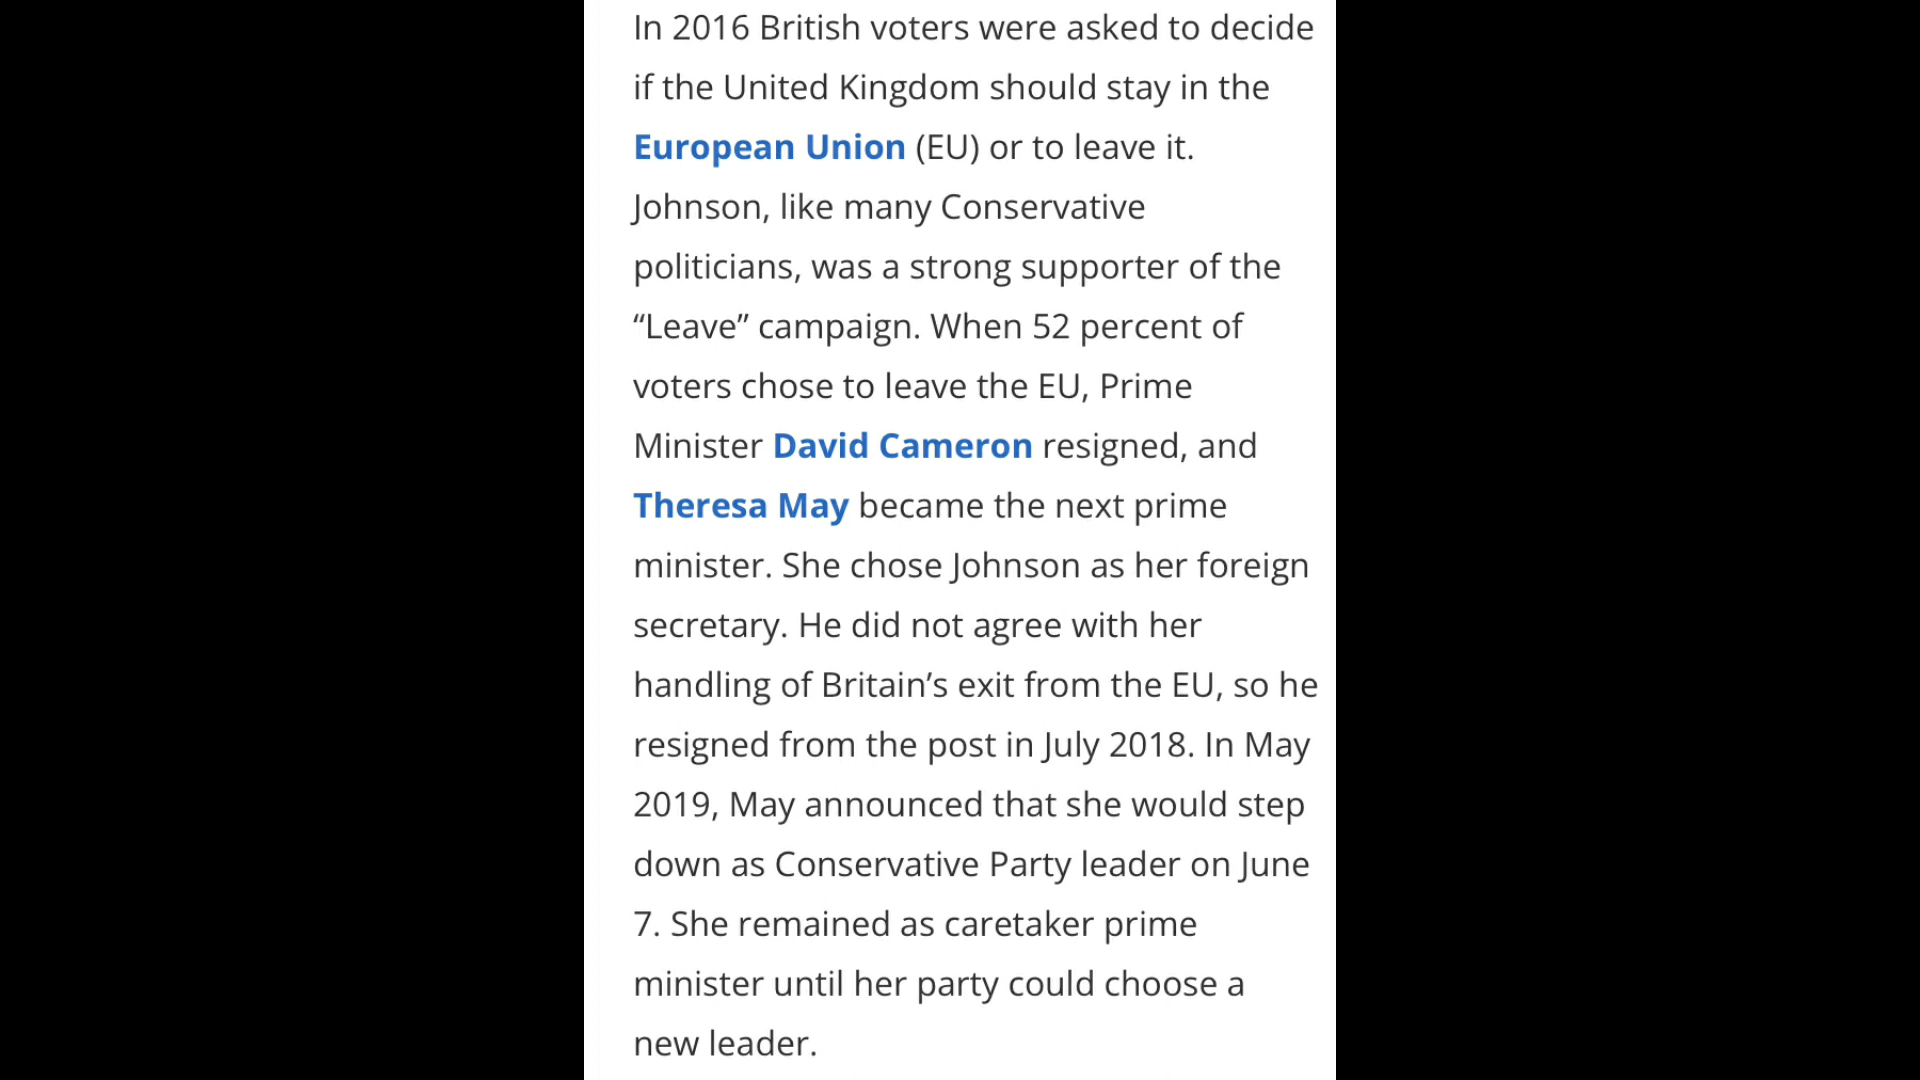 In 2016 British voters were asked to decide
if the United Kingdom should stay in the
European Union (EU) or to leave it.
Johnson, like many Conservative
politicians, was a strong supporter of the
“Leave” campaign. When 52 percent of
voters chose to leave the EU, Prime
Minister David Cameron resigned, and
Theresa May became the next prime
minister. She chose Johnson as her foreign
secretary. He did not agree with her
handling of Britain’s exit from the EU, so he
resigned from the post in July 2018. In May
2019, May announced that she would step
down as Conservative Party leader on June
7. She remained as caretaker prime
minister until her party could choose a
new leader.